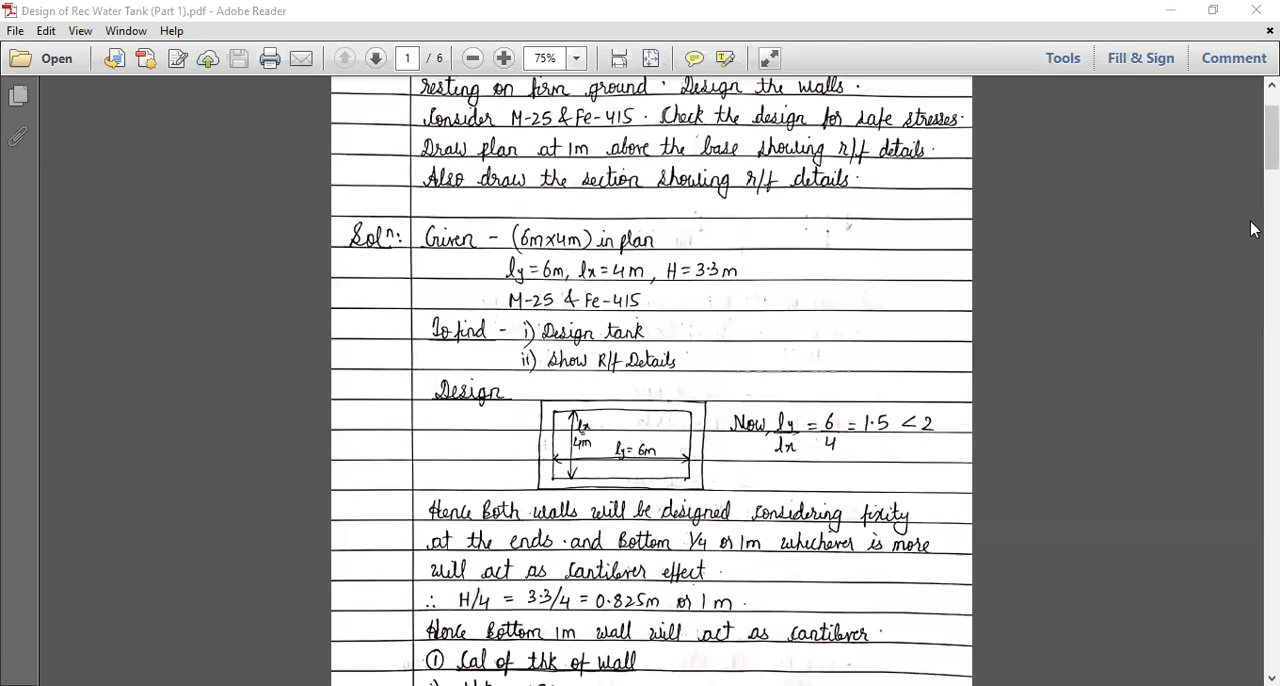 Design of Rec Water Tank (Part 1).pdf - Adobe Reader
File Edit View Window Help
Open 1 / 6 75% Tools Fill & Sign Comment
resting on firm ground. Design the walls.
Consider M-25 & Fe-415. Check the design for safe stresses.
Draw plan at 1m above the base showing r/f details.
Also draw the section showing r/f details.
Solⁿ: Given - (6m×4m) in plan
ly = 6m, lx = 4m, H = 3.3m
M-25 & Fe-415
To find - i) Design tank
ii) Show R/f Details
Design
lx
4m
ly = 6m
Now, ly/lx = 6/4 = 1.5 < 2
Hence Both walls will be designed considering fixity
at the ends. and Bottom 1/4 or 1m whichever is more
will act as cantilever effect.
∴ H/4 = 3.3/4 = 0.825m or 1m.
Hence Bottom 1m wall will act as cantilever.
① Cal of thk of wall